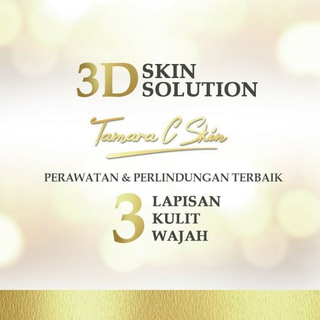 3D SKIN SOLUTION
Tamara C Skin
PERAWATAN & PERLINDUNGAN TERBAIK
3 LAPISAN
KULIT
WAJAH